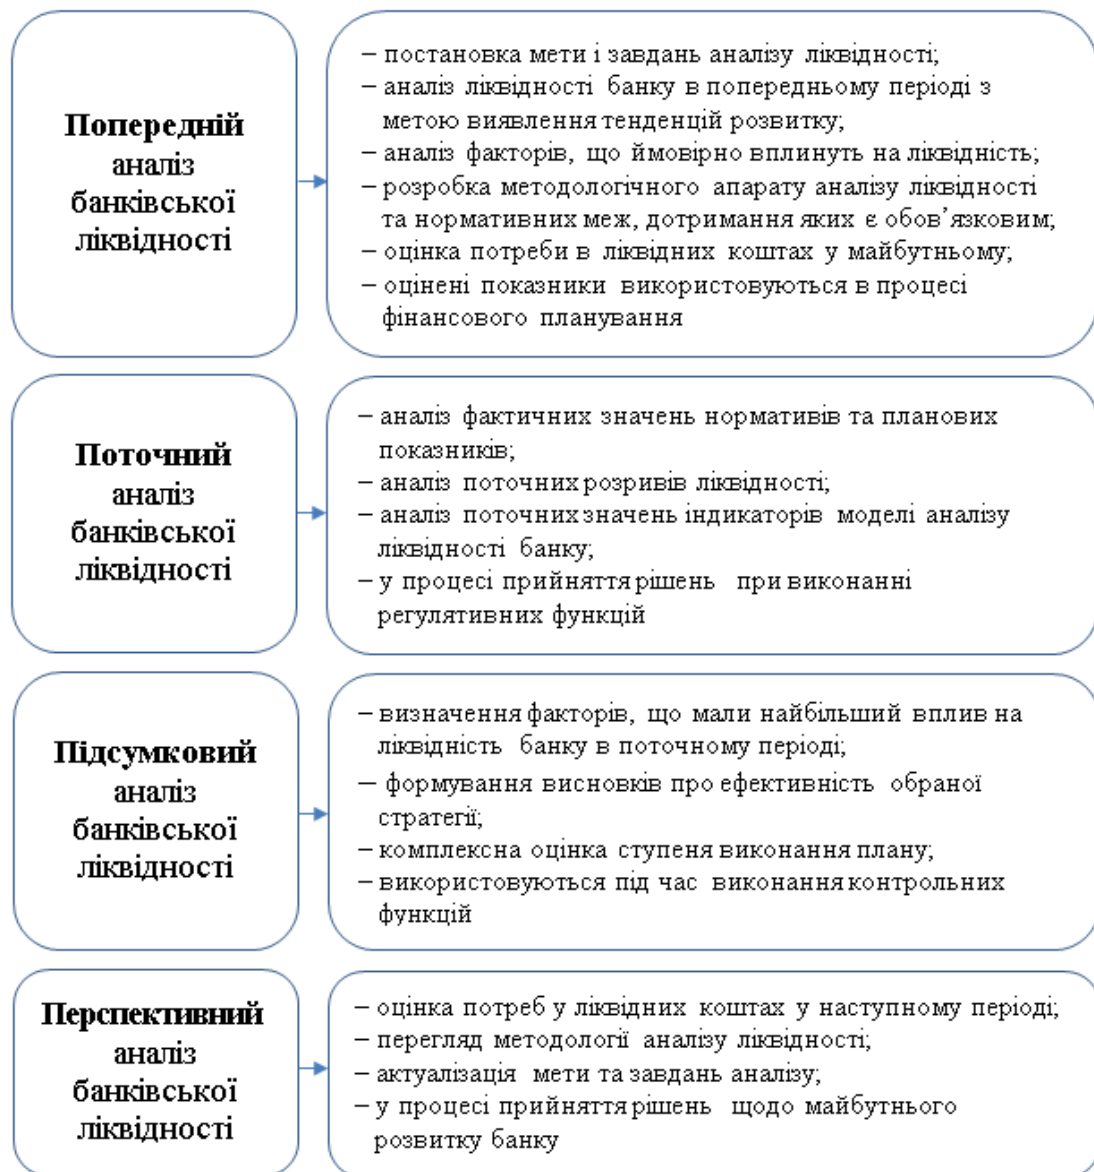 Попередній
аналіз
банківської
ліквідності
– постановка мети і завдань аналізу ліквідності;
– аналіз ліквідності банку в попередньому періоді з
метою виявлення тенденцій розвитку;
– аналіз факторів, що ймовірно вплинуть на ліквідність;
– розробка методологічного апарату аналізу ліквідності
та нормативних меж, дотримання яких є обов’язковим;
– оцінка потреби в ліквідних коштах у майбутньому;
– оцінені показники використовуються в процесі
фінансового планування
Поточний
аналіз
банківської
ліквідності
– аналіз фактичних значень нормативів та планових
показників;
– аналіз поточних розривів ліквідності;
– аналіз поточних значень індикаторів моделі аналізу
ліквідності банку;
– у процесі прийняття рішень при виконанні
регулятивних функцій
Підсумковий
аналіз
банківської
ліквідності
– визначення факторів, що мали найбільший вплив на
ліквідність банку в поточному періоді;
– формування висновків про ефективність обраної
стратегії;
– комплексна оцінка ступеня виконання плану;
– використовуються під час виконання контрольних
функцій
Перспективний
аналіз
банківської
ліквідності
– оцінка потреб у ліквідних коштах у наступному періоді;
– перегляд методології аналізу ліквідності;
– актуалізація мети та завдань аналізу;
– у процесі прийняття рішень щодо майбутнього
розвитку банку